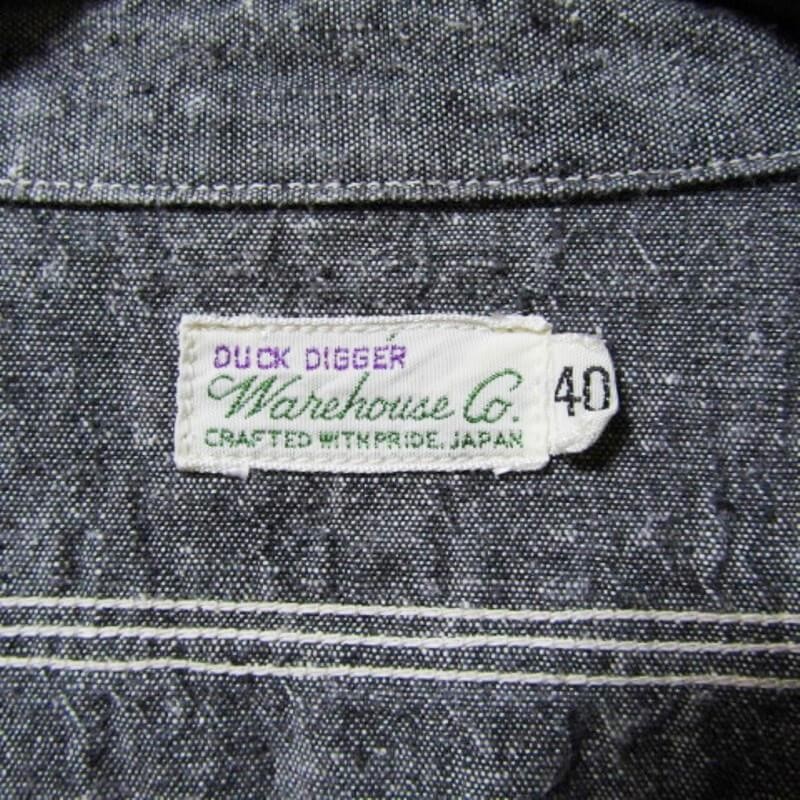 DUCK DIGGER
Warehouse Co.
CRAFTED WITH PRIDE. JAPAN
40